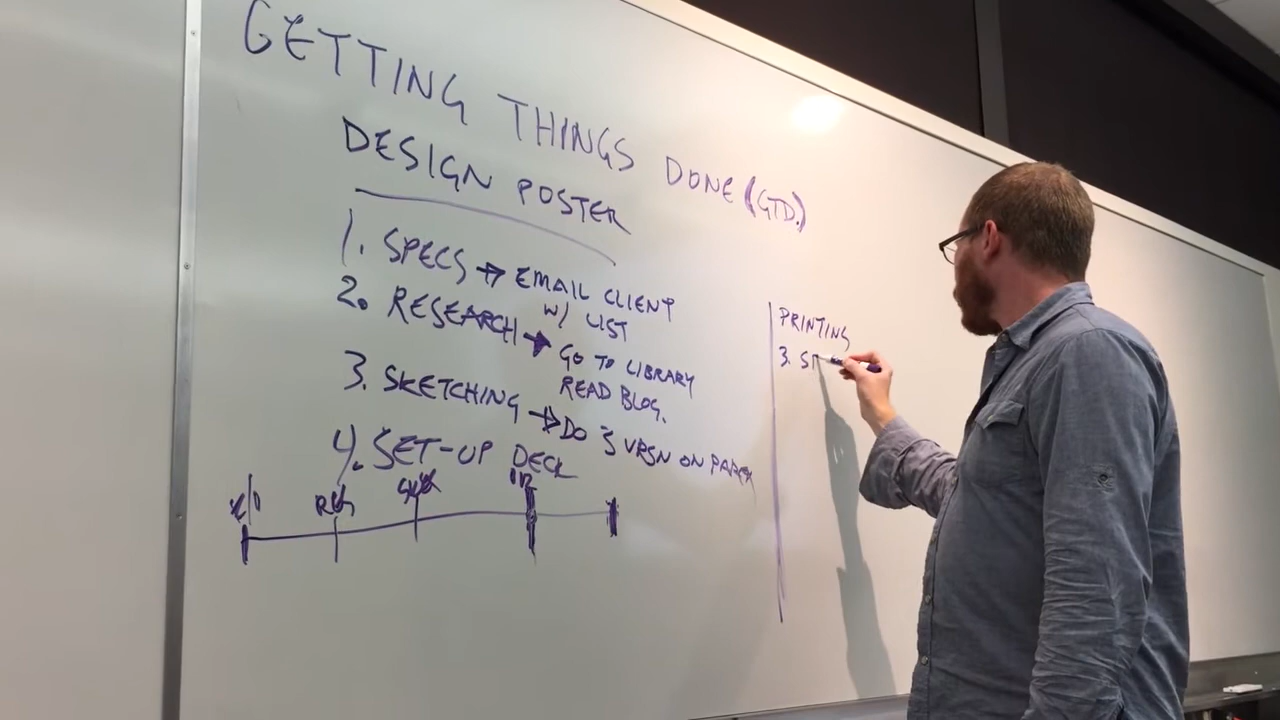 GETTING THINGS DONE (GTD.)
DESIGN POSTER
1. SPECS → EMAIL CLIENT
W/ LIST
2. RESEARCH → GO TO LIBRARY
READ BLOG.
3. SKETCHING → DO 3 VRSN ON PAPER
4. SET-UP DECK
PRINTING
3. ST